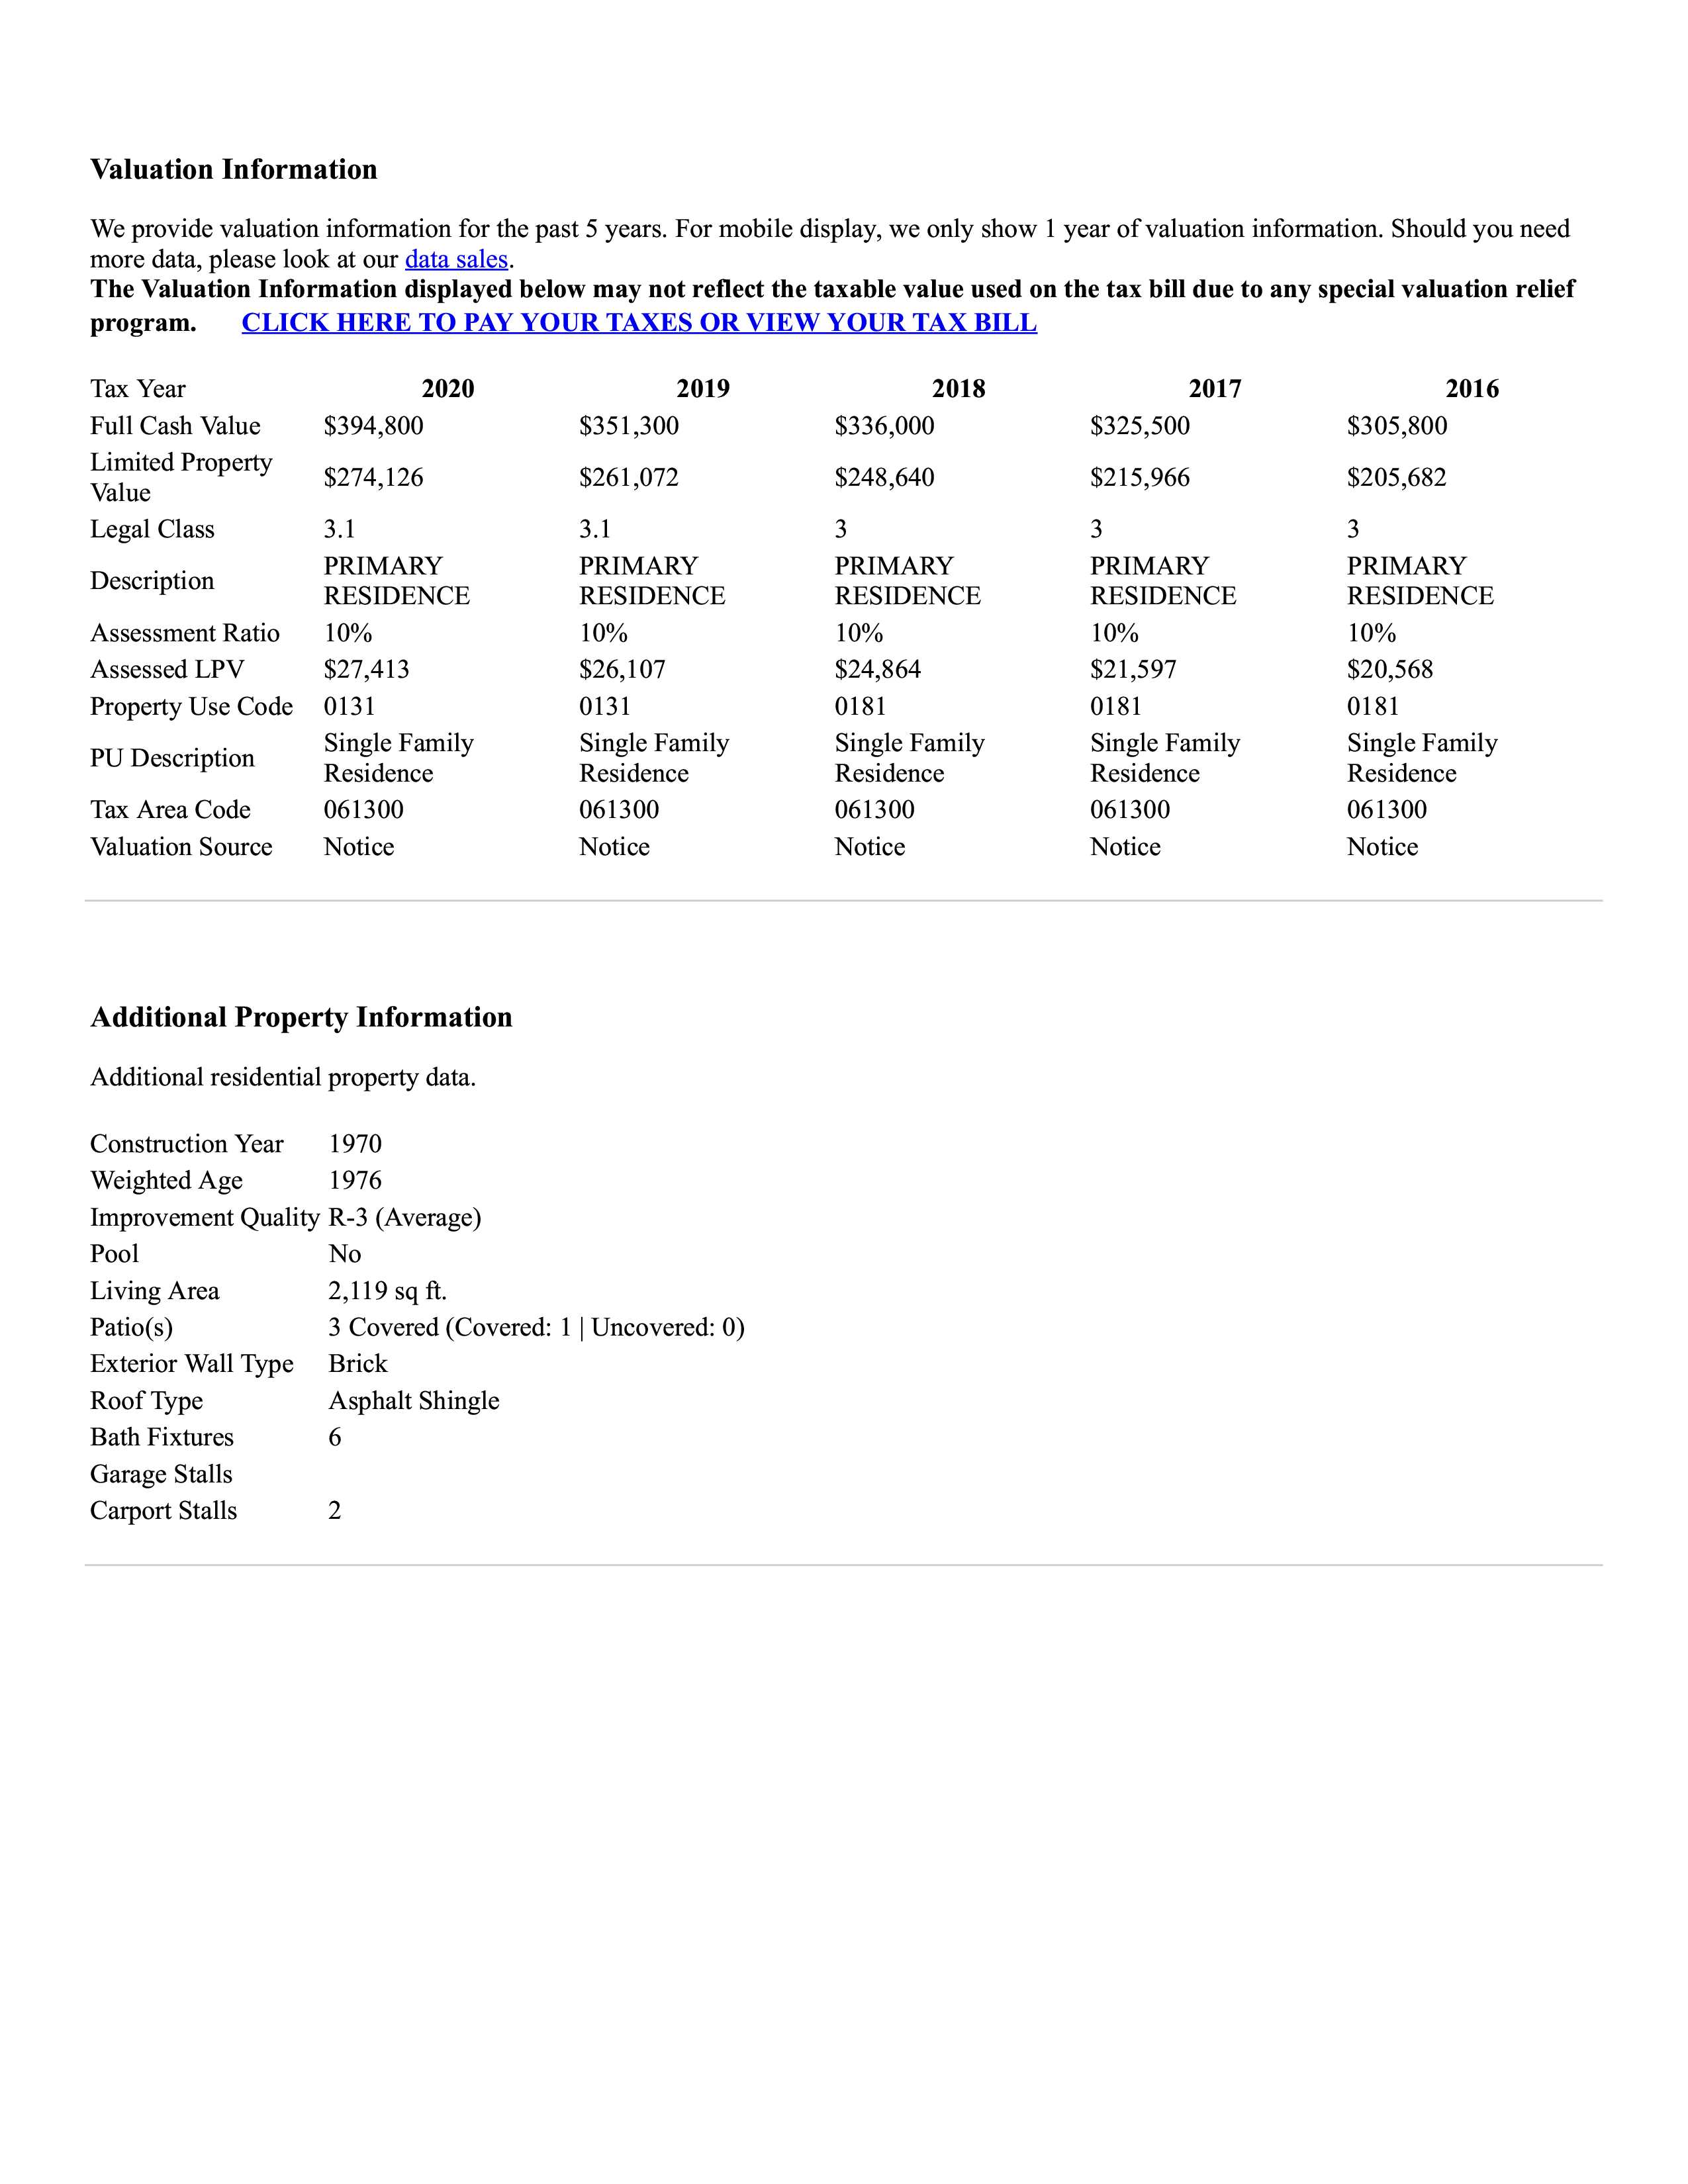 Valuation Information
We provide valuation information for the past 5 years. For mobile display, we only show 1 year of valuation information. Should you need
more data, please look at our data sales.
The Valuation Information displayed below may not reflect the taxable value used on the tax bill due to any special valuation relief
program. CLICK HERE TO PAY YOUR TAXES OR VIEW YOUR TAX BILL
Tax Year 2020 2019 2018 2017 2016
Full Cash Value $394,800 $351,300 $336,000 $325,500 $305,800
Limited Property
Value $274,126 $261,072 $248,640 $215,966 $205,682
Legal Class 3.1 3.1 3 3 3
Description PRIMARY PRIMARY PRIMARY PRIMARY PRIMARY
RESIDENCE RESIDENCE RESIDENCE RESIDENCE RESIDENCE
Assessment Ratio 10% 10% 10% 10% 10%
Assessed LPV $27,413 $26,107 $24,864 $21,597 $20,568
Property Use Code 0131 0131 0181 0181 0181
PU Description Single Family Single Family Single Family Single Family Single Family
Residence Residence Residence Residence Residence
Tax Area Code 061300 061300 061300 061300 061300
Valuation Source Notice Notice Notice Notice Notice
Additional Property Information
Additional residential property data.
Construction Year 1970
Weighted Age 1976
Improvement Quality R-3 (Average)
Pool No
Living Area 2,119 sq ft.
Patio(s) 3 Covered (Covered: 1 | Uncovered: 0)
Exterior Wall Type Brick
Roof Type Asphalt Shingle
Bath Fixtures 6
Garage Stalls
Carport Stalls 2